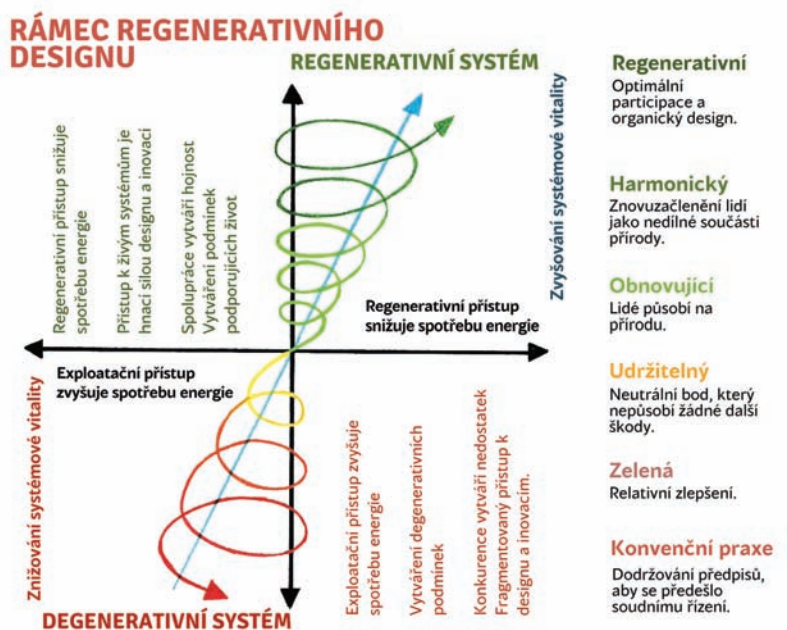 RÁMEC REGENERATIVNÍHO
DESIGNU
REGENERATIVNÍ SYSTÉM
Regenerativní přístup snižuje
spotřebu energie
Přístup k živým systémům je
hnací silou designu a inovací
Spolupráce vytváří hojnost
Vytváření podmínek
podporujících život
Zvyšování systémové vitality
Regenerativní přístup
snižuje spotřebu energie
Exploatační přístup
zvyšuje spotřebu energie
Znižování systémové vitality
Exploatační přístup zvyšuje
spotřebu energie
Vytváření degenerativních
podmínek
Konkurence vytváří nedostatek
Fragmentovaný přístup k
designu a inovacím.
DEGENERATIVNÍ SYSTÉM
Regenerativní
Optimální
participace a
organický design.
Harmonický
Znovuzačlenění lidí
jako nedílné součásti
přírody.
Obnovující
Lidé působí na
přírodu.
Udržitelný
Neutrální bod, který
nepůsobí žádné další
škody.
Zelená
Relativní zlepšení.
Konvenční praxe
Dodržování předpisů,
aby se předešlo
soudnímu řízení.